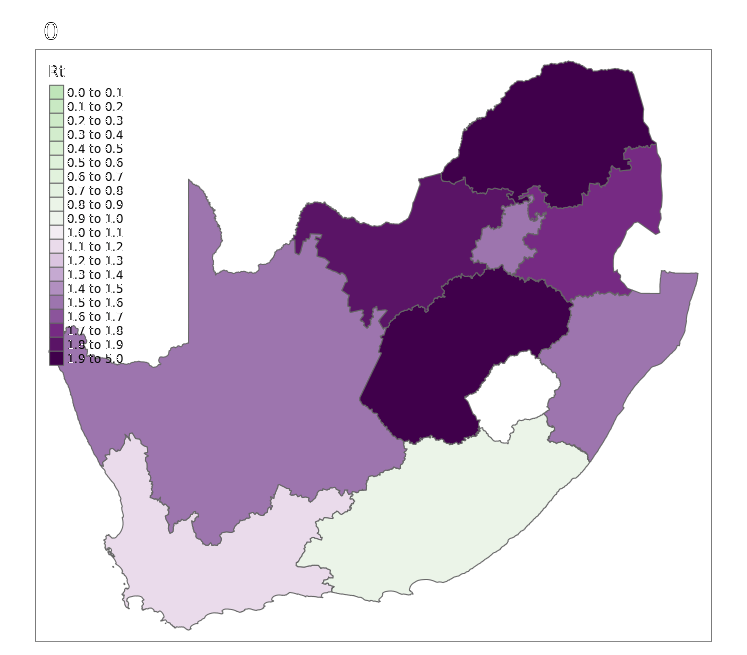 0
Rt
0.0 to 0.1
0.1 to 0.2
0.2 to 0.3
0.3 to 0.4
0.4 to 0.5
0.5 to 0.6
0.6 to 0.7
0.7 to 0.8
0.8 to 0.9
0.9 to 1.0
1.0 to 1.1
1.1 to 1.2
1.2 to 1.3
1.3 to 1.4
1.4 to 1.5
1.5 to 1.6
1.6 to 1.7
1.7 to 1.8
1.8 to 1.9
1.9 to 5.0